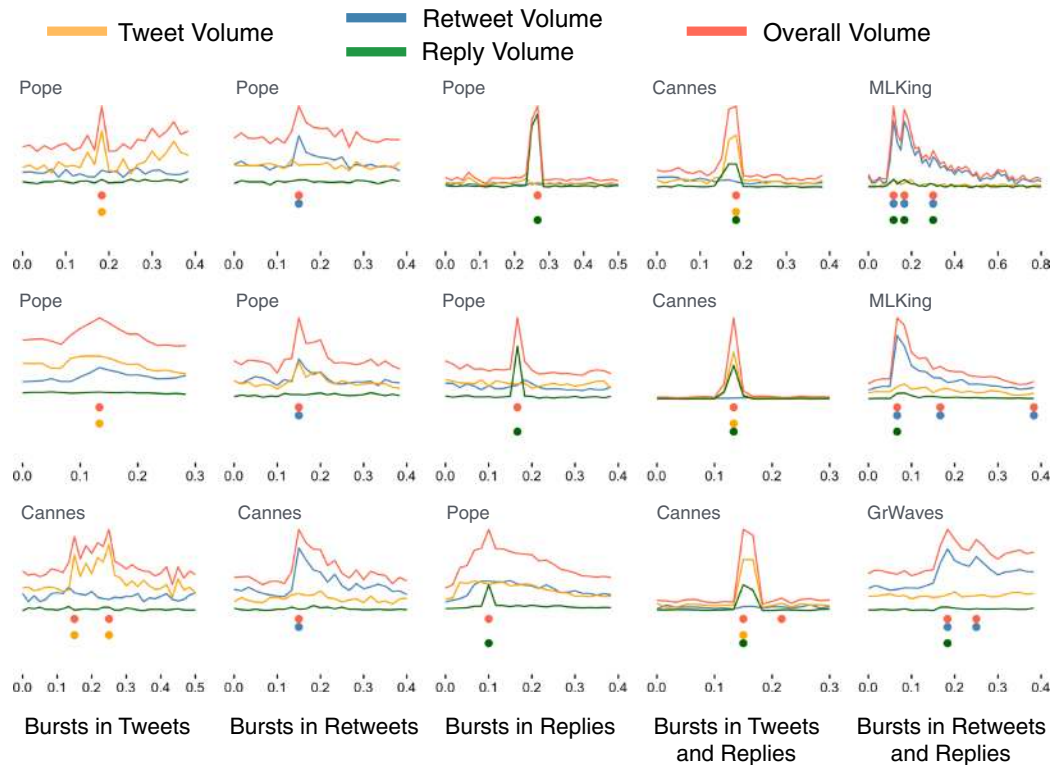 Tweet Volume
Retweet Volume
Reply Volume
Overall Volume
Pope
Pope
Pope
Cannes
MLKing
0.0 0.1 0.2 0.3 0.4
0.0 0.1 0.2 0.3 0.4
0.0 0.1 0.2 0.3 0.4 0.5
0.0 0.1 0.2 0.3 0.4
0.0 0.2 0.4 0.6 0.8
Pope
Pope
Pope
Cannes
MLKing
0.0 0.1 0.2 0.3
0.0 0.1 0.2 0.3 0.4
0.0 0.1 0.2 0.3 0.4
0.0 0.1 0.2 0.3
0.0 0.1 0.2 0.3 0.4
Cannes
Cannes
Pope
Cannes
GrWaves
0.0 0.1 0.2 0.3 0.4 0.5
0.0 0.1 0.2 0.3 0.4
0.0 0.1 0.2 0.3 0.4
0.0 0.1 0.2 0.3
0.0 0.1 0.2 0.3 0.4
Bursts in Tweets
Bursts in Retweets
Bursts in Replies
Bursts in Tweets
and Replies
Bursts in Retweets
and Replies